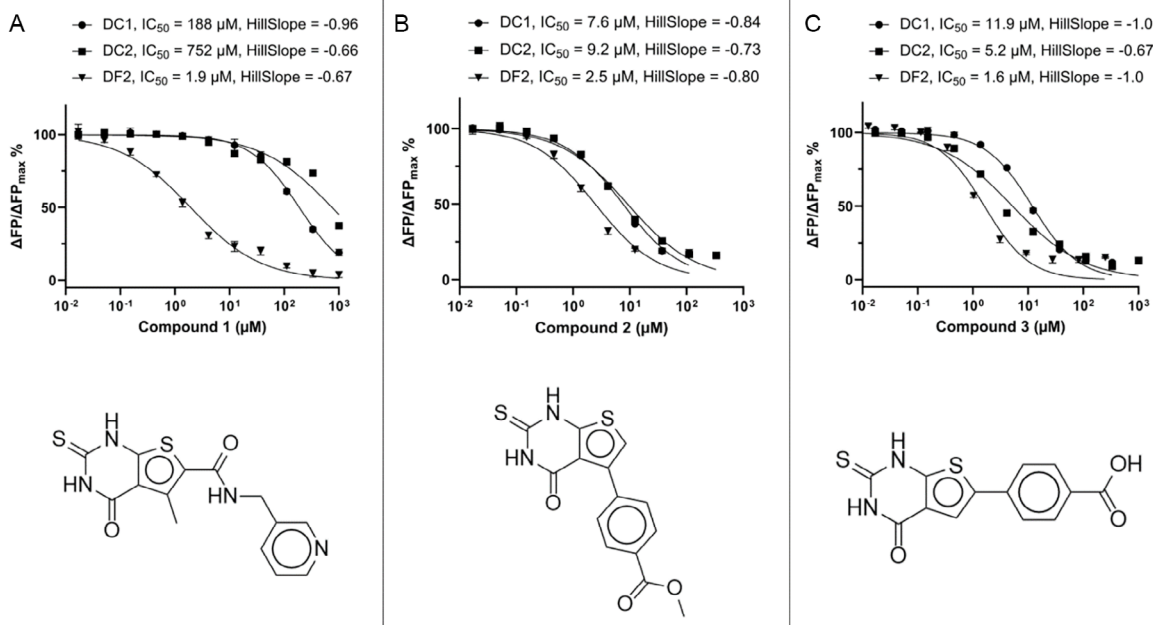 A
DC1, IC50 = 188 µM, HillSlope = -0.96
DC2, IC50 = 752 µM, HillSlope = -0.66
DF2, IC50 = 1.9 µM, HillSlope = -0.67
ΔFP/ΔFPmax %
100
50
0
10-2 10-1 100 101 102 103
Compound 1 (µM)
H
S N S O
HN HN
O N
B
DC1, IC50 = 7.6 µM, HillSlope = -0.84
DC2, IC50 = 9.2 µM, HillSlope = -0.73
DF2, IC50 = 2.5 µM, HillSlope = -0.80
ΔFP/ΔFPmax %
100
50
0
10-2 10-1 100 101 102 103
Compound 2 (µM)
H
S N S
HN
O
O
O
C
DC1, IC50 = 11.9 µM, HillSlope = -1.0
DC2, IC50 = 5.2 µM, HillSlope = -0.67
DF2, IC50 = 1.6 µM, HillSlope = -1.0
ΔFP/ΔFPmax %
100
50
0
10-2 10-1 100 101 102 103
Compound 3 (µM)
H
S N S OH
HN O
O